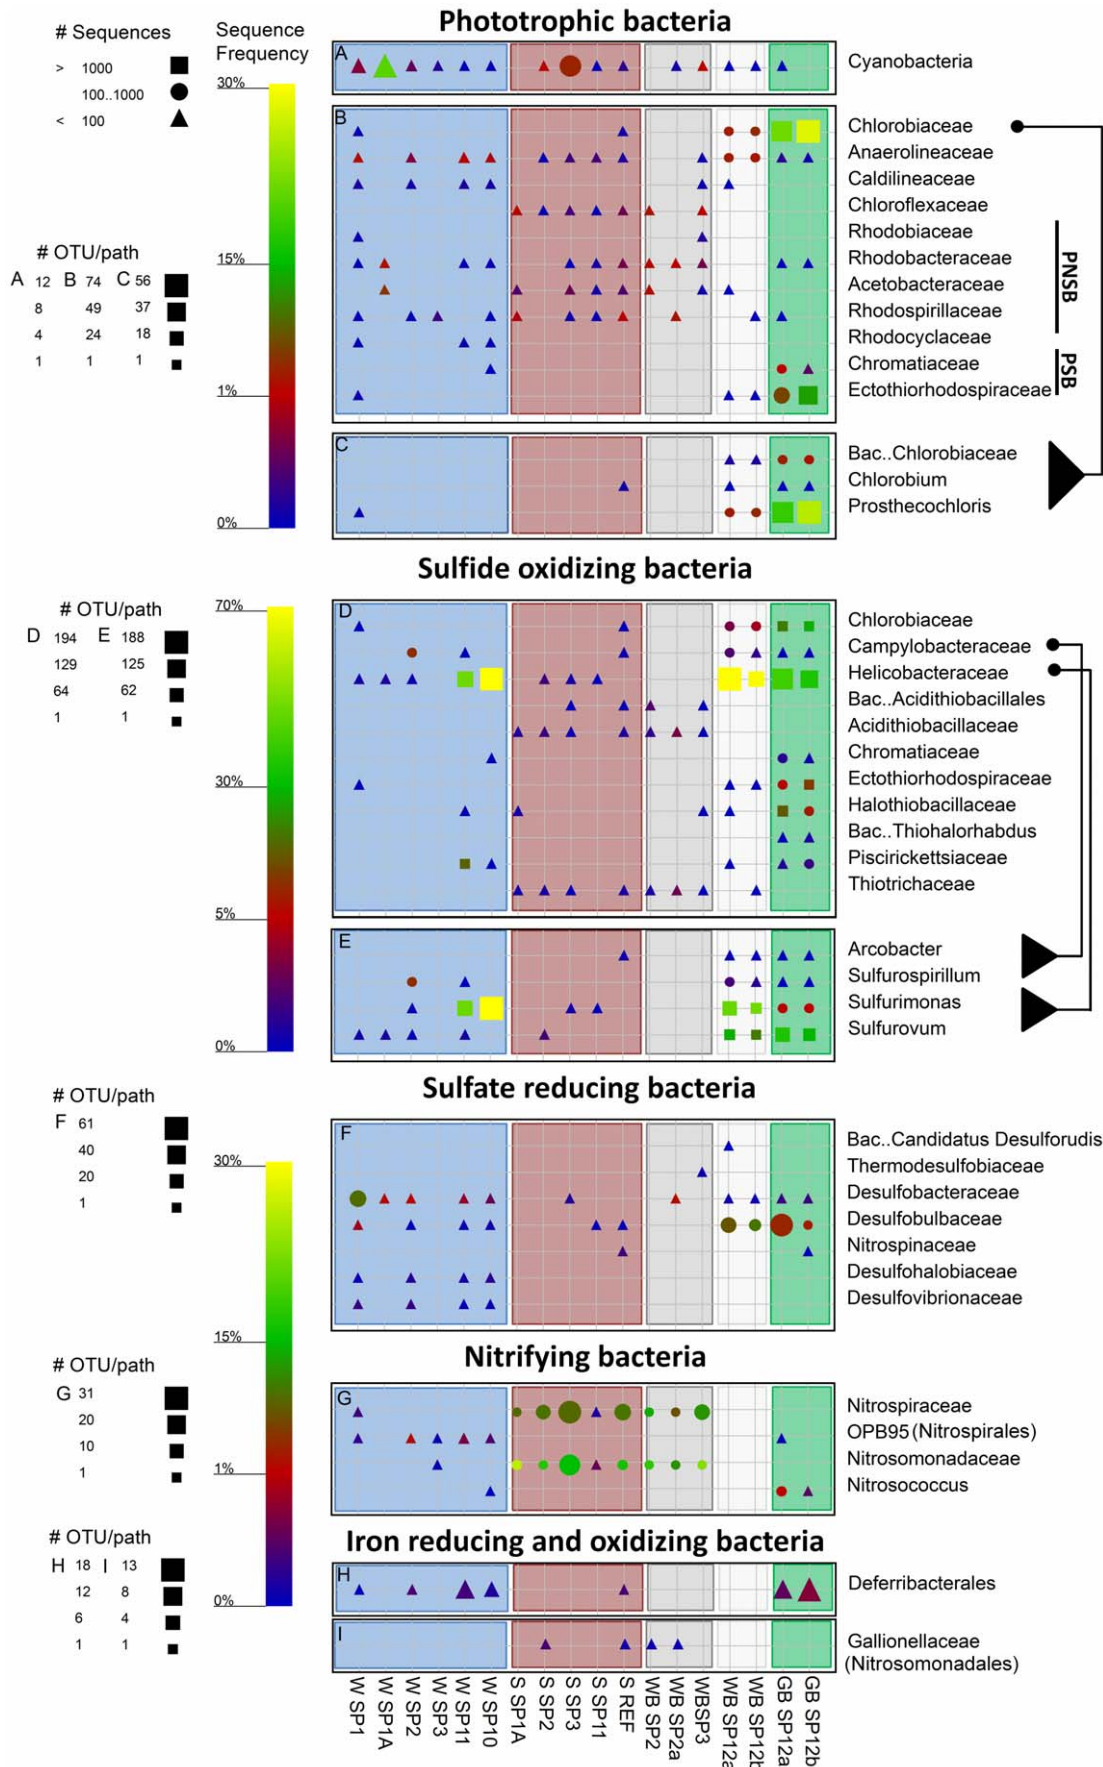 Phototrophic bacteria
# Sequences
> 1000
100..1000
< 100
Sequence
Frequency
30%
15%
1%
0%
# OTU/path
A 12 B 74 C 56
8 49 37
4 24 18
1 1 1
A
Cyanobacteria
B
Chlorobiaceae
Anaerolineaceae
Caldilineaceae
Chloroflexaceae
Rhodobiaceae
Rhodobacteraceae
Acetobacteraceae
Rhodospirillaceae
Rhodocyclaceae
Chromatiaceae
Ectothiorhodospiraceae
PNSB
PSB
C
Bac..Chlorobiaceae
Chlorobium
Prosthecochloris
Sulfide oxidizing bacteria
# OTU/path
D 194 E 188
129 125
64 62
1 1
70%
30%
5%
0%
D
Chlorobiaceae
Campylobacteraceae
Helicobacteraceae
Bac..Acidithiobacillales
Acidithiobacillaceae
Chromatiaceae
Ectothiorhodospiraceae
Halothiobacillaceae
Bac..Thiohalorhabdus
Piscirickettsiaceae
Thiotrichaceae
E
Arcobacter
Sulfurospirillum
Sulfurimonas
Sulfurovum
Sulfate reducing bacteria
# OTU/path
F 61
40
20
1
30%
15%
1%
0%
F
Bac..Candidatus Desulforudis
Thermodesulfobiaceae
Desulfobacteraceae
Desulfobulbaceae
Nitrospinaceae
Desulfohalobiaceae
Desulfovibrionaceae
Nitrifying bacteria
# OTU/path
G 31
20
10
1
G
Nitrospiraceae
OPB95 (Nitrospirales)
Nitrosomonadaceae
Nitrosococcus
Iron reducing and oxidizing bacteria
# OTU/path
H 18 I 13
12 8
6 4
1 1
H
Deferribacterales
I
Gallionellaceae
(Nitrosomonadales)
W SP1
W SP1A
W SP2
W SP3
W SP11
W SP10
S SP1A
S SP2
S SP3
S SP11
S REF
WB SP2
WB SP2a
WBSP3
WB SP12a
WB SP12b
GB SP12a
GB SP12b